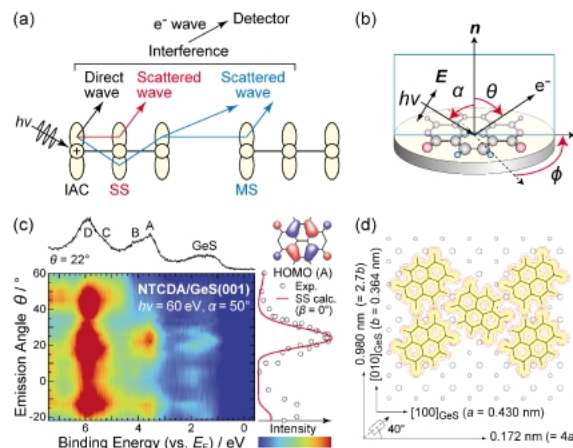 (a)
e⁻ wave
Detector
Interference
Direct wave
Scattered wave
Scattered wave
hν
IAC
SS
MS
(b)
n
E
α
θ
hν
e⁻
ϕ
(c)
D
C
B
A
GeS
θ = 22°
HOMO (A)
NTCDA/GeS(001)
hν = 60 eV, α = 50°
Exp.
SS calc.
(β = 0°)
Emission Angle θ / °
60
40
20
0
-20
6
4
2
0
Binding Energy (vs. E_F) / eV
Intensity
(d)
0.980 nm (= 2.7b)
[010]GeS (b = 0.364 nm)
[100]GeS (a = 0.430 nm)
40°
0.172 nm (= 4a